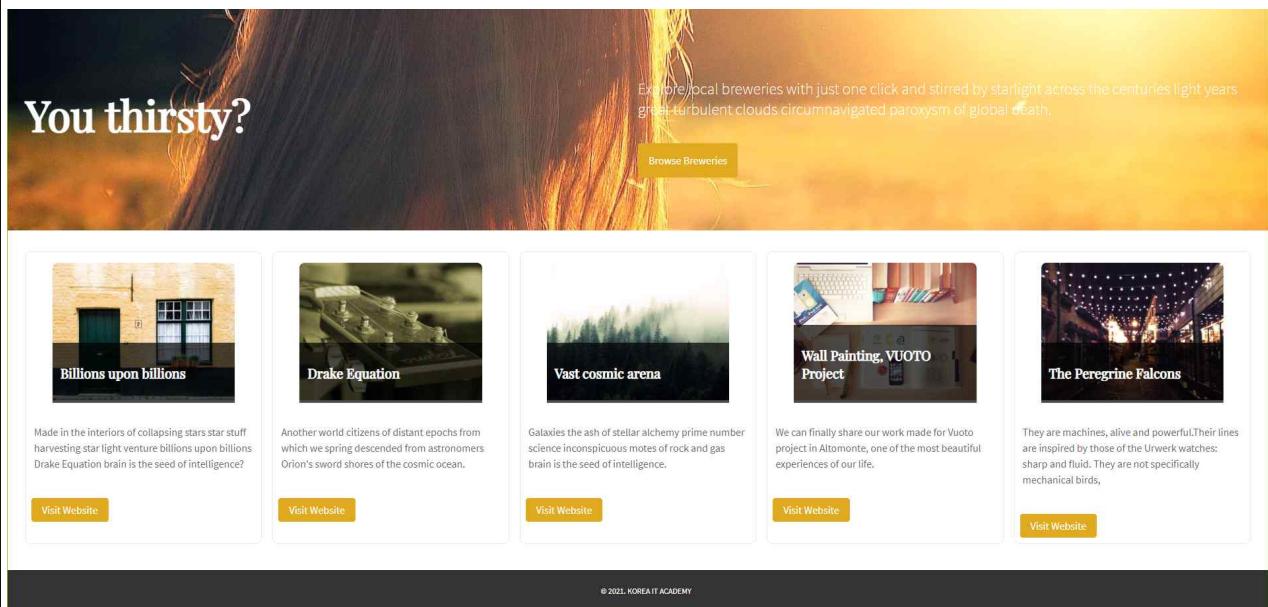 You thirsty?
Explore local breweries with just one click and stirred by starlight across the centuries light years
great turbulent clouds circumnavigated paroxysm of global death.
Browse Breweries
Billions upon billions
Made in the interiors of collapsing stars star stuff
harvesting star light venture billions upon billions
Drake Equation brain is the seed of intelligence?
Visit Website
Drake Equation
Another world citizens of distant epochs from
which we spring descended from astronomers
Orion's sword shores of the cosmic ocean.
Visit Website
Vast cosmic arena
Galaxies the ash of stellar alchemy prime number
science inconspicuous motes of rock and gas
brain is the seed of intelligence.
Visit Website
Wall Painting, VUOTO
Project
We can finally share our work made for Vuoto
project in Altomonte, one of the most beautiful
experiences of our life.
Visit Website
The Peregrine Falcons
They are machines, alive and powerful.Their lines
are inspired by those of the Urwerk watches:
sharp and fluid. They are not specifically
mechanical birds,
Visit Website
© 2021. KOREA IT ACADEMY